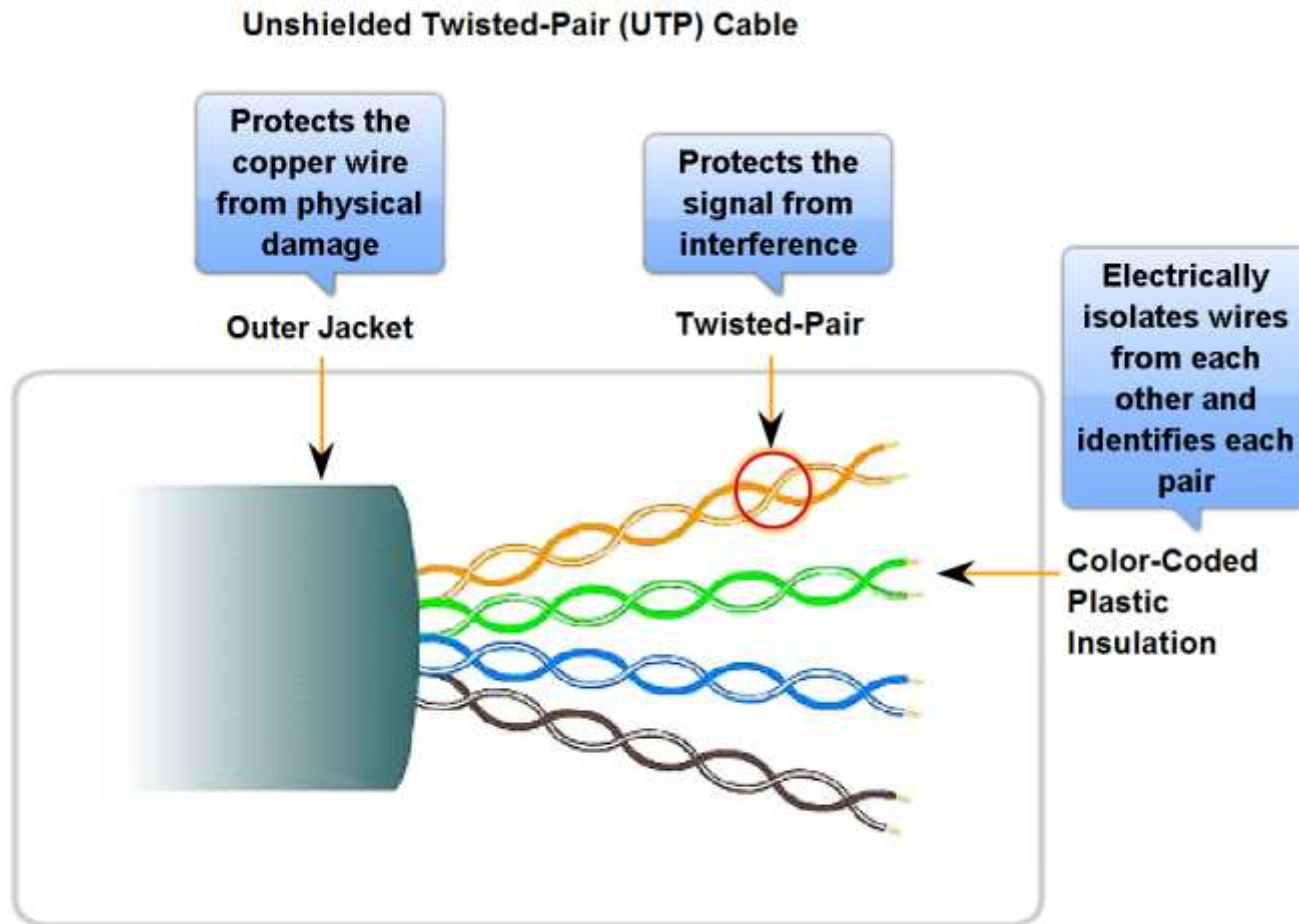 Unshielded Twisted-Pair (UTP) Cable
Protects the
copper wire
from physical
damage
Outer Jacket
Protects the
signal from
interference
Twisted-Pair
Electrically
isolates wires
from each
other and
identifies each
pair
Color-Coded
Plastic
Insulation